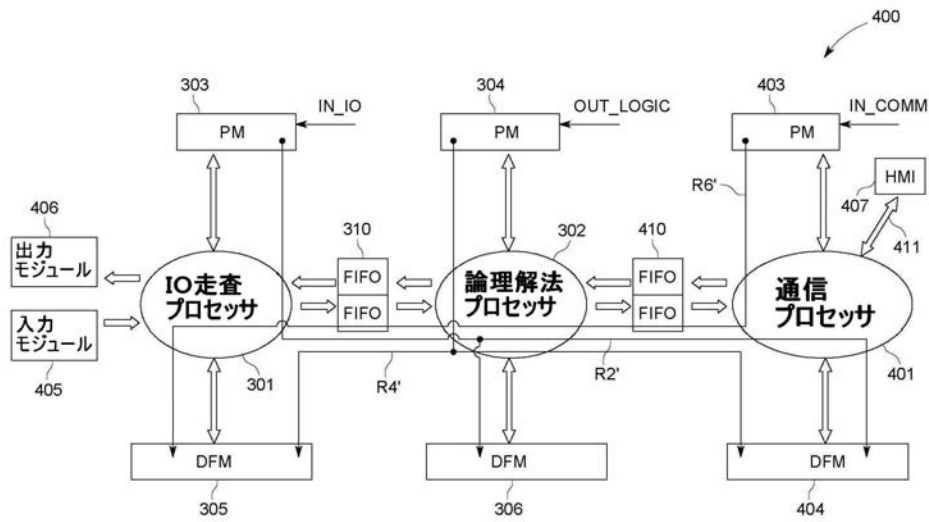 400
303
304
403
IN_IO
OUT_LOGIC
IN_COMM
PM
PM
PM
R6'
HMI
407
411
406
出力
モジュール
310
302
410
IO走査
プロセッサ
FIFO
FIFO
論理解法
プロセッサ
FIFO
FIFO
通信
プロセッサ
入力
モジュール
405
301
R4'
R2'
401
DFM
DFM
DFM
305
306
404